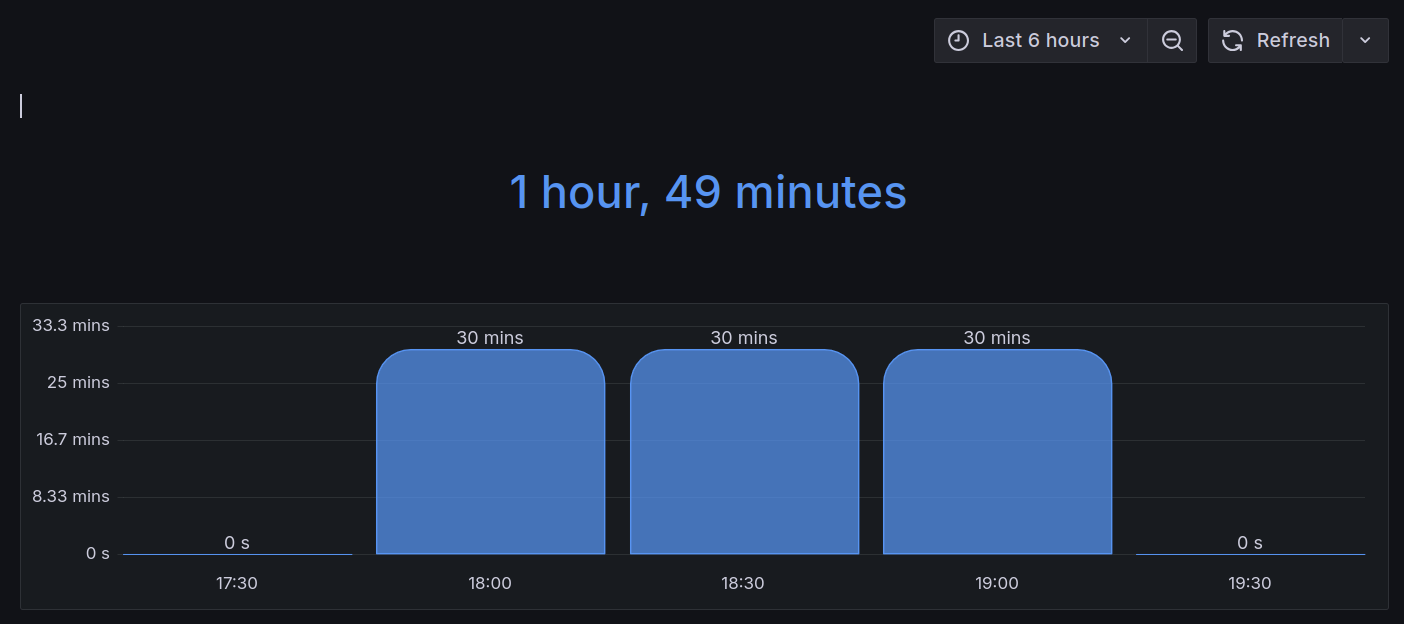 Last 6 hours Refresh
1 hour, 49 minutes
33.3 mins
30 mins 30 mins 30 mins
25 mins
16.7 mins
8.33 mins
0 s 0 s
0 s
17:30 18:00 18:30 19:00 19:30